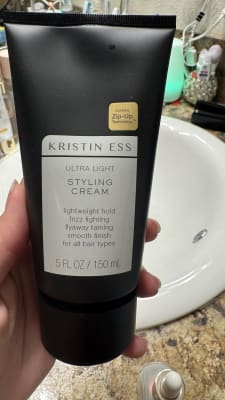 Zip-Up
Technology
KRISTIN ESS
ULTRA LIGHT
STYLING
CREAM
lightweight hold
frizz fighting
flyaway taming
smooth finish
for all hair types
5 FL OZ / 150 mL